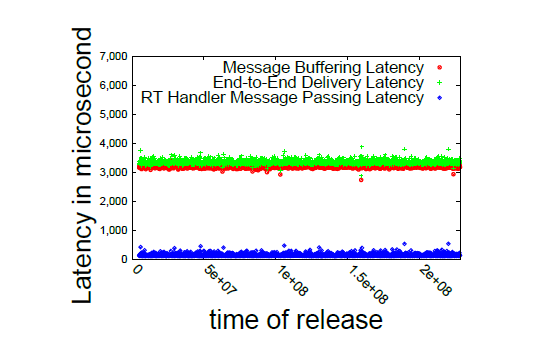 Latency in microsecond
7,000
6,000
5,000
4,000
3,000
2,000
1,000
0
Message Buffering Latency
End-to-End Delivery Latency
RT Handler Message Passing Latency
0
5e+07
1e+08
1.5e+08
2e+08
time of release